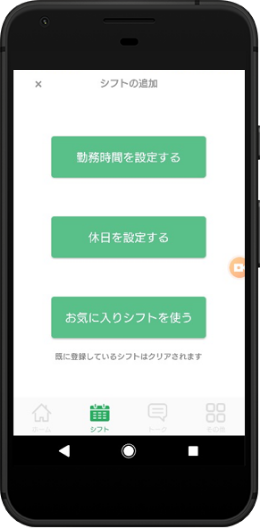 × シフトの追加
勤務時間を設定する
休日を設定する
お気に入りシフトを使う
既に登録しているシフトはクリアされます
ホーム シフト トーク その他